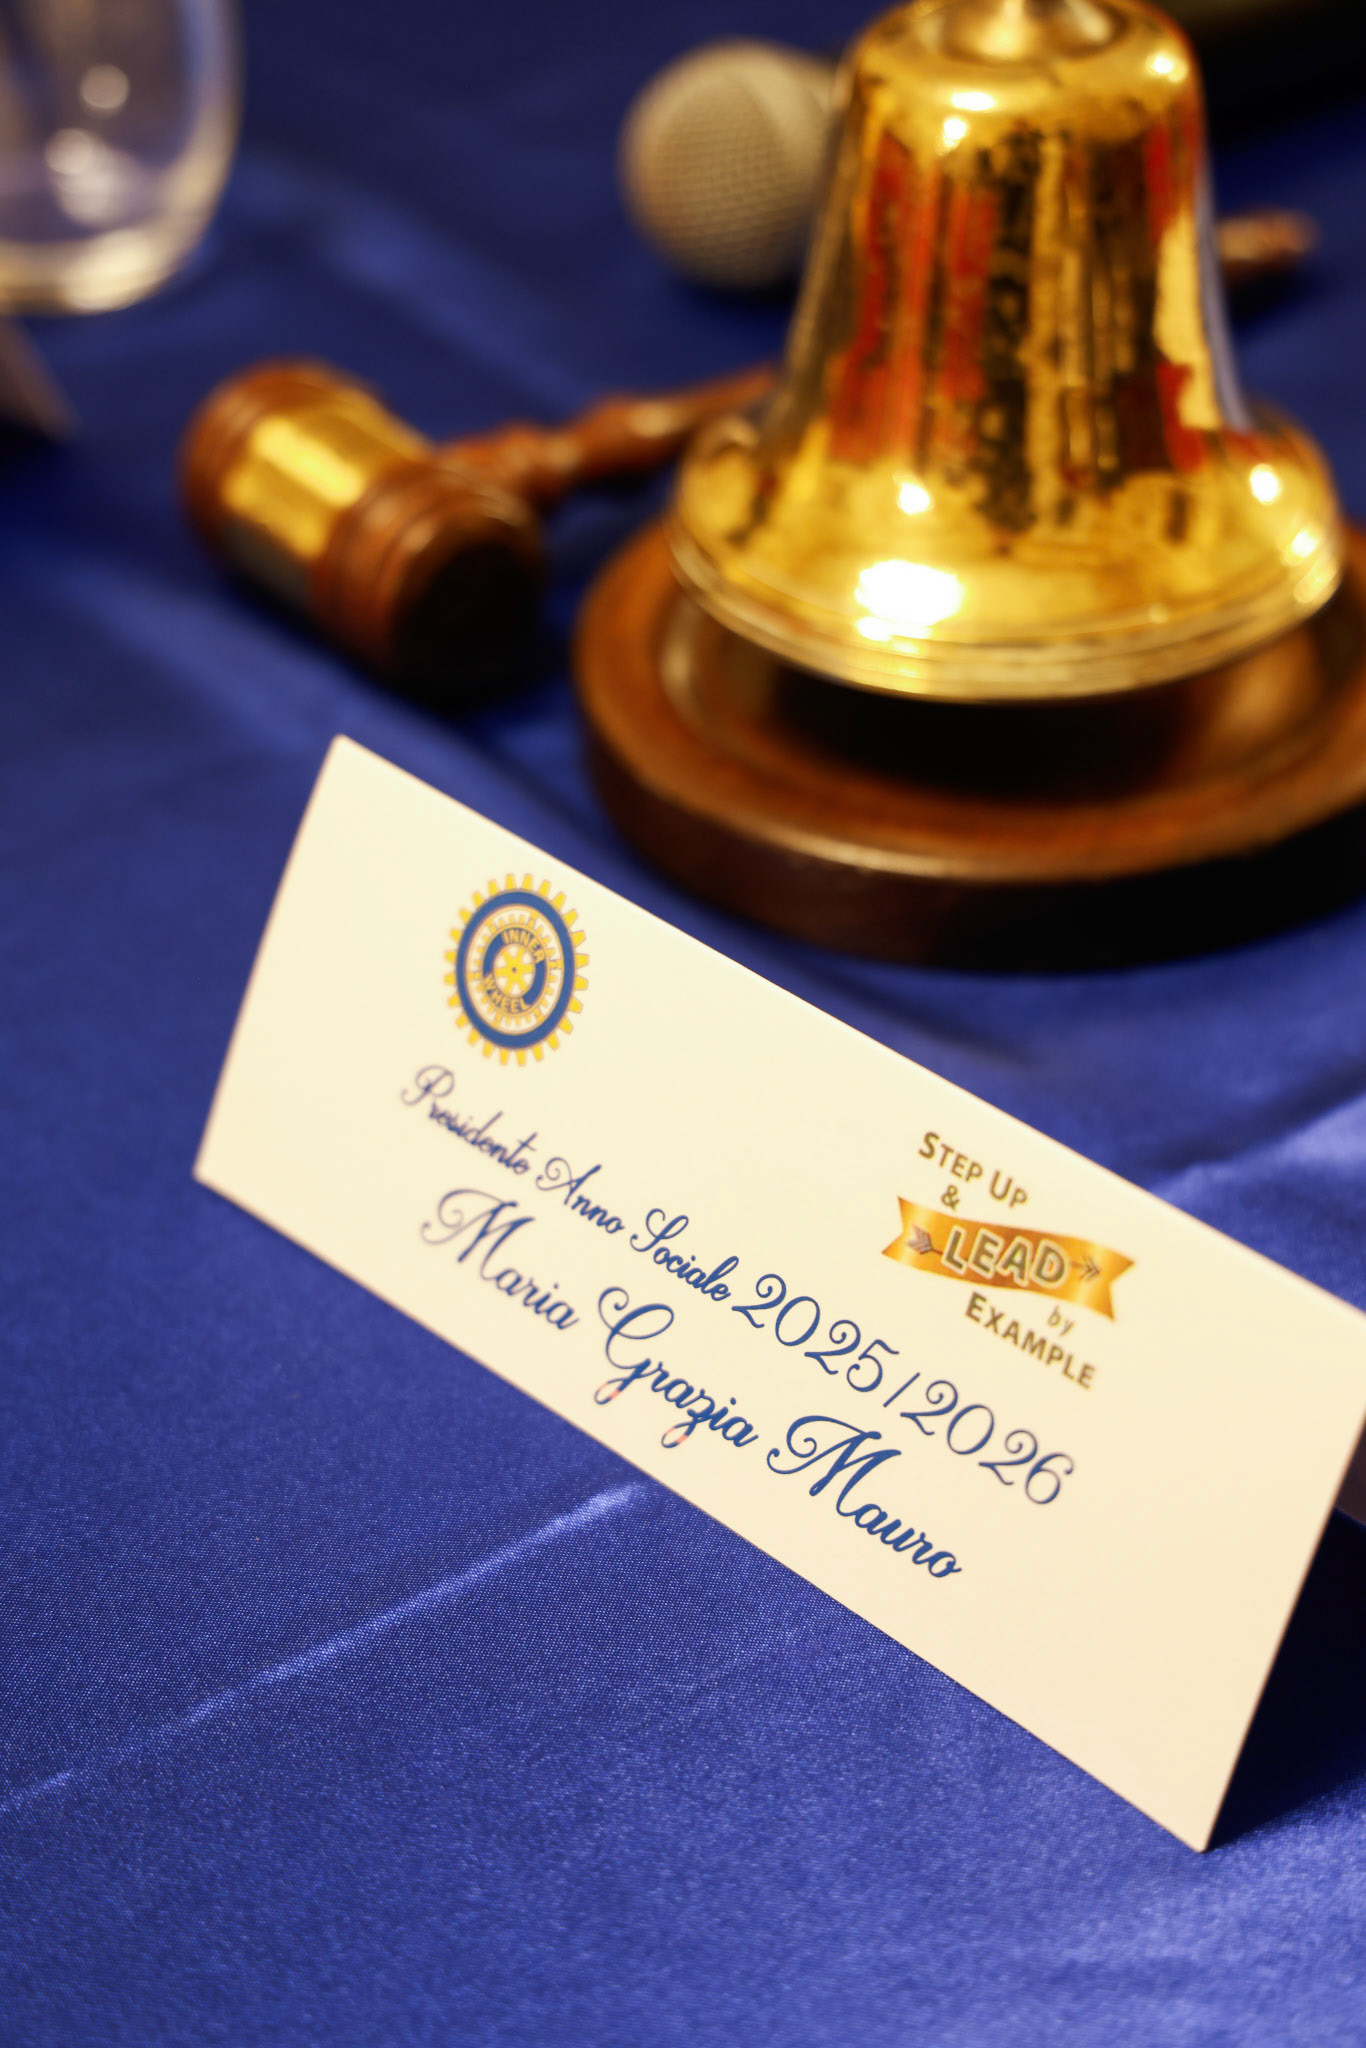 INNER
WHEEL
Presidente Anno Sociale 2025/2026
Maria Grazia Mauro
STEP UP
&
LEAD
by
EXAMPLE